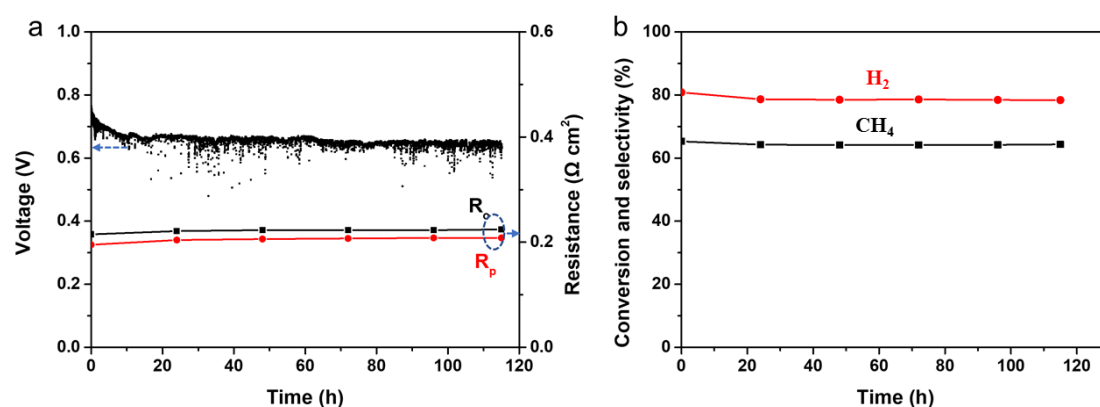 a
Voltage (V)
1.0
0.8
0.6
0.4
0.2
0.0
0 20 40 60 80 100 120
Time (h)
0.6
0.4
0.2
0.0
Resistance (Ω cm²)
Rₒ
Rₚ
b
Conversion and selectivity (%)
100
80
60
40
20
0
0 20 40 60 80 100 120
Time (h)
H₂
CH₄